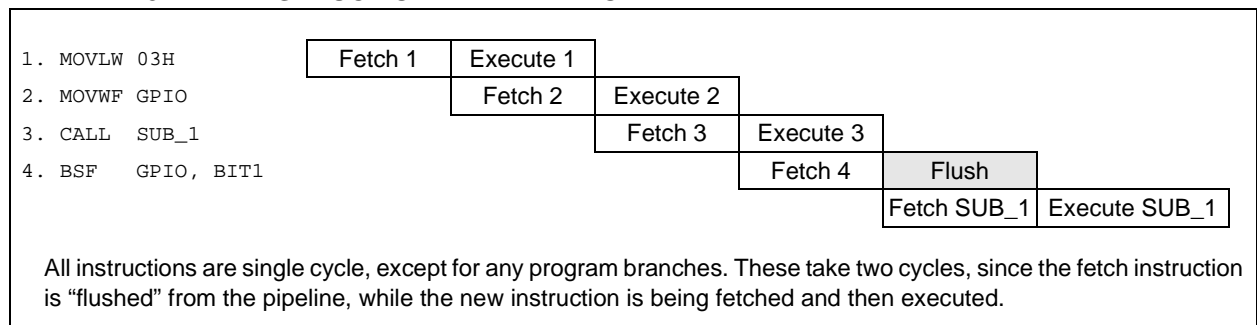 1. MOVLW 03H Fetch 1 Execute 1
2. MOVWF GPIO Fetch 2 Execute 2
3. CALL SUB_1 Fetch 3 Execute 3
4. BSF GPIO, BIT1 Fetch 4 Flush
Fetch SUB_1 Execute SUB_1
All instructions are single cycle, except for any program branches. These take two cycles, since the fetch instruction
is “flushed” from the pipeline, while the new instruction is being fetched and then executed.